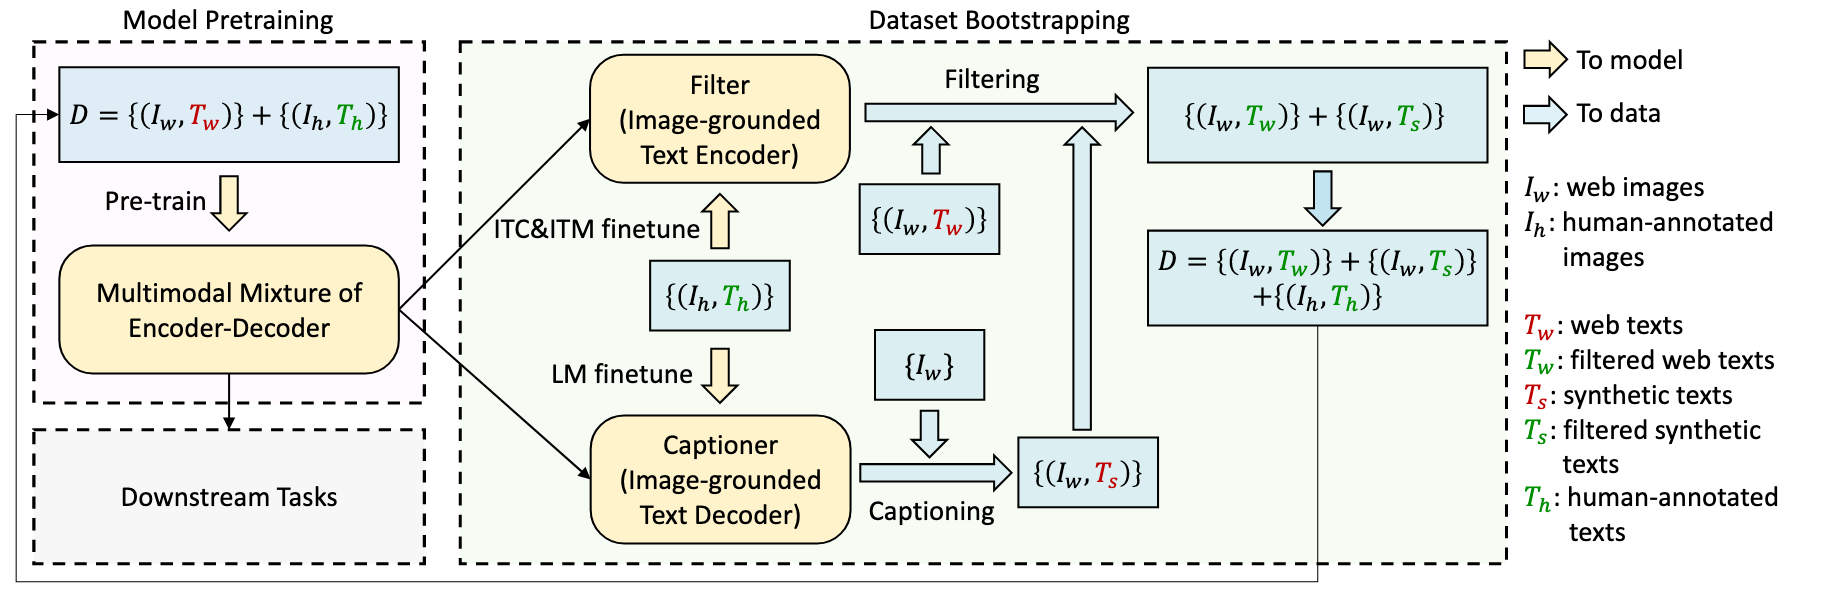 Model Pretraining
D = {(I_w, T_w)} + {(I_h, T_h)}
Pre-train
Multimodal Mixture of
Encoder-Decoder
Downstream Tasks
Dataset Bootstrapping
Filter
(Image-grounded
Text Encoder)
ITC&ITM finetune
{(I_h, T_h)}
LM finetune
Captioner
(Image-grounded
Text Decoder)
Filtering
{(I_w, T_w)}
{I_w}
Captioning
{(I_w, T_s)}
{(I_w, T_w)} + {(I_w, T_s)}
D = {(I_w, T_w)} + {(I_w, T_s)}
+{(I_h, T_h)}
To model
To data
I_w: web images
I_h: human-annotated
images
T_w: web texts
T_w: filtered web texts
T_s: synthetic texts
T_s: filtered synthetic
texts
T_h: human-annotated
texts